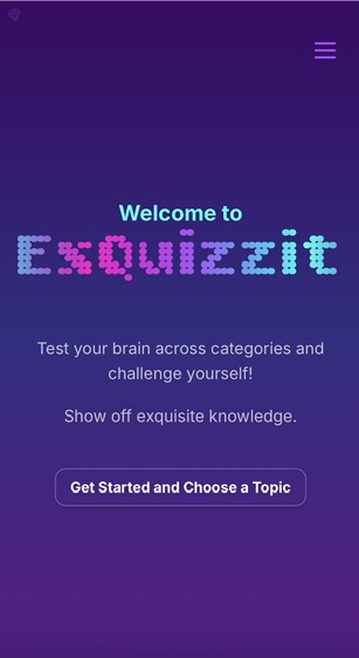 Welcome to
ExQuizzit
Test your brain across categories and
challenge yourself!
Show off exquisite knowledge.
Get Started and Choose a Topic